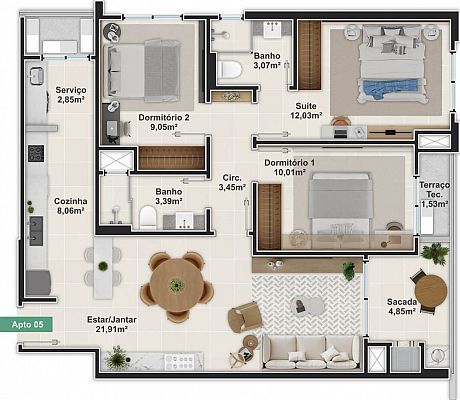 Serviço
2,85m²
Dormitório 2
9,05m²
Banho
3,07m²
Suíte
12,03m²
Cozinha
8,06m²
Banho
3,39m²
Circ.
3,45m²
Dormitório 1
10,01m²
Terraço
Tec.
1,53m²
Estar/Jantar
21,91m²
Sacada
4,85m²
Apto 05